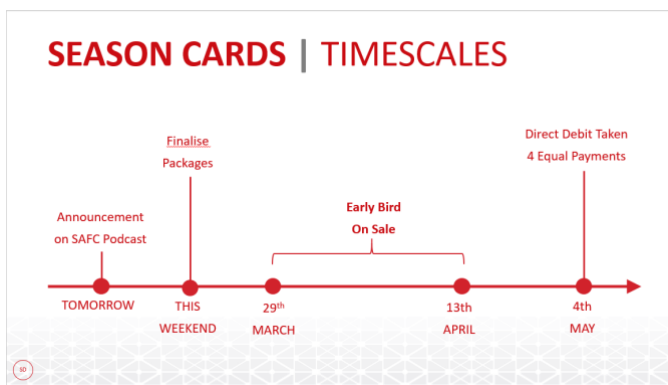 SEASON CARDS | TIMESCALES
Finalise
Packages
Direct Debit Taken
4 Equal Payments
Announcement
on SAFC Podcast
Early Bird
On Sale
TOMORROW
THIS
WEEKEND
29th
MARCH
13th
APRIL
4th
MAY
50